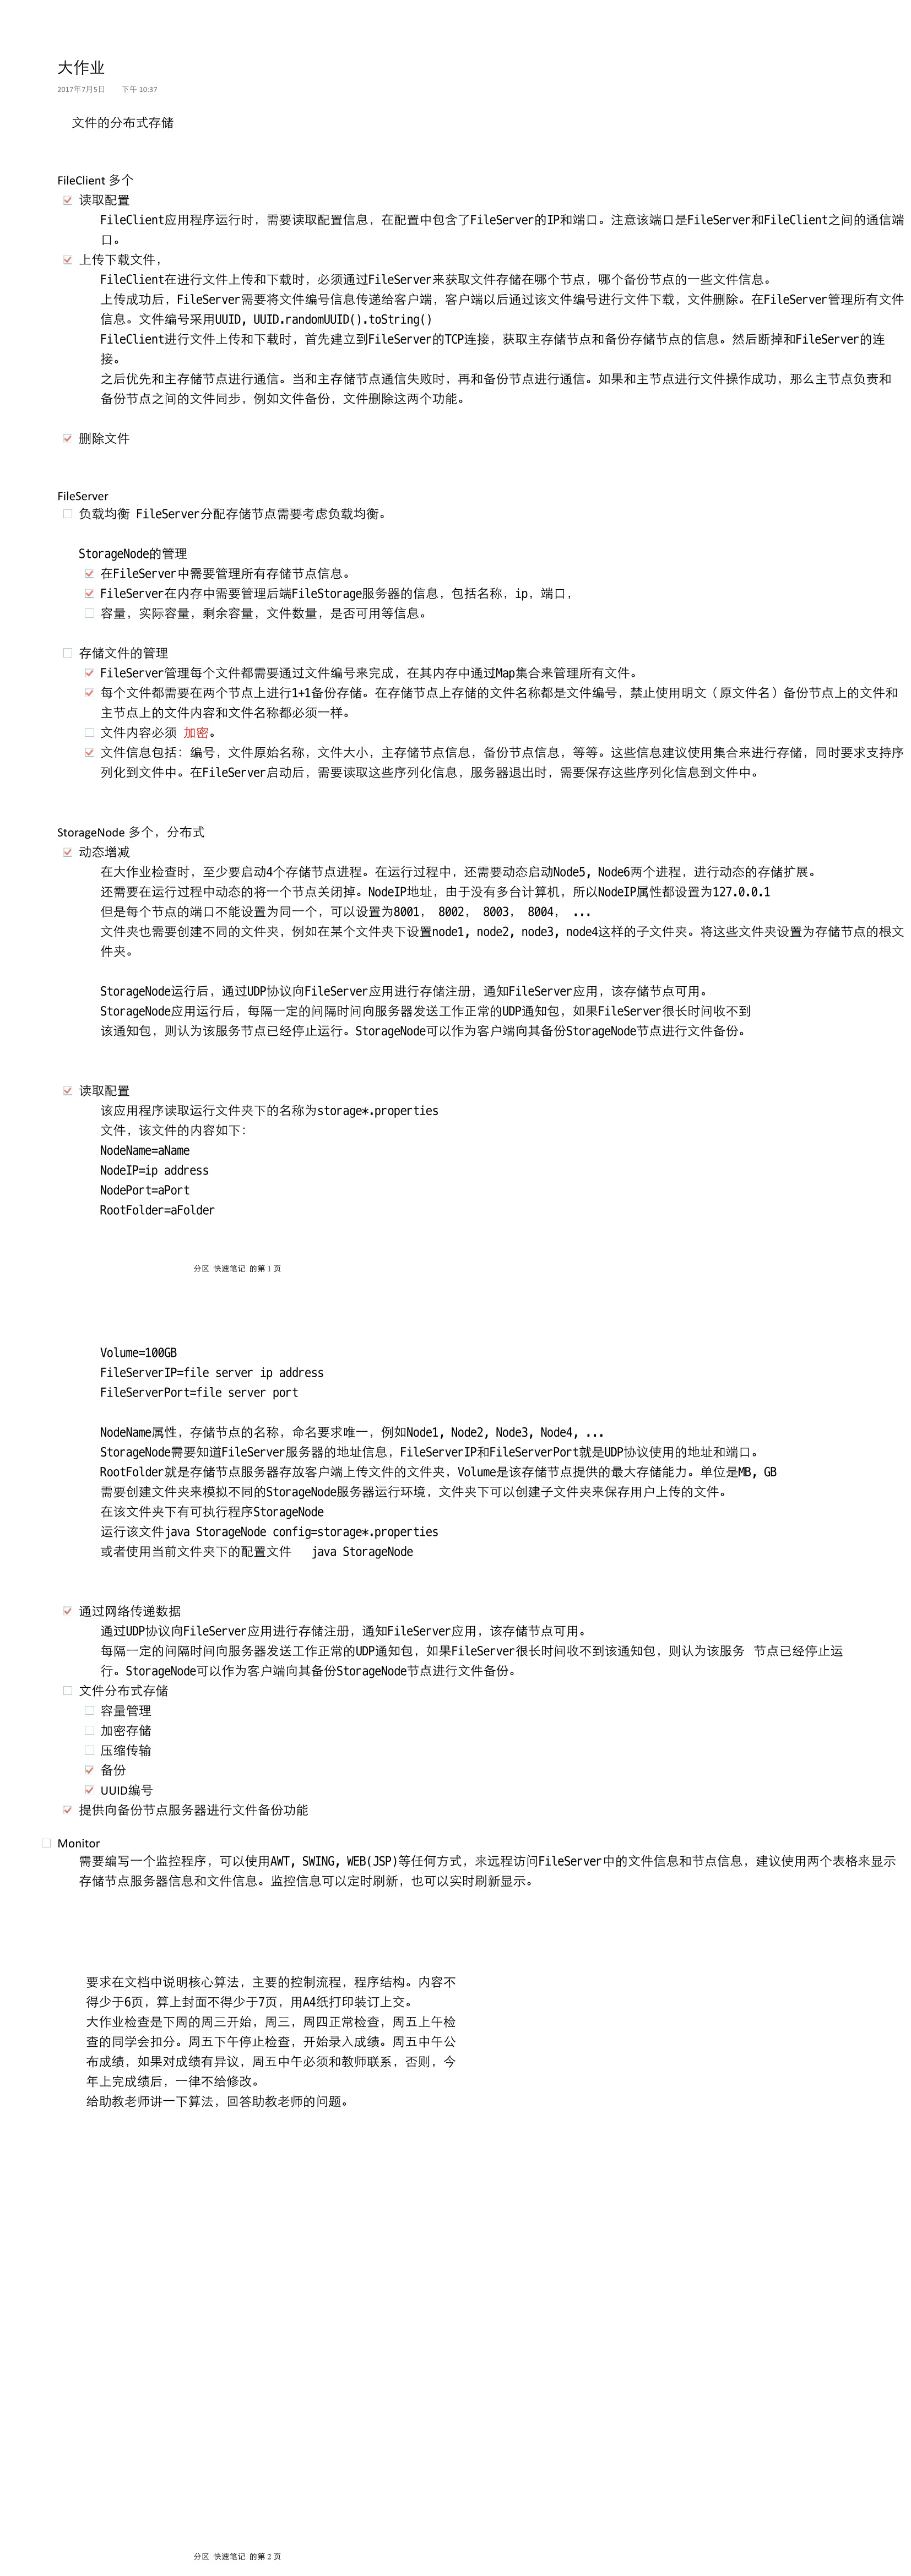 大作业
2017年7月5日 下午 10:37
文件的分布式存储
FileClient 多个
读取配置
FileClient应用程序运行时，需要读取配置信息，在配置中包含了FileServer的IP和端口。注意该端口是FileServer和FileClient之间的通信端
口。
上传下载文件，
FileClient在进行文件上传和下载时，必须通过FileServer来获取文件存储在哪个节点，哪个备份节点的一些文件信息。
上传成功后，FileServer需要将文件编号信息传递给客户端，客户端以后通过该文件编号进行文件下载，文件删除。在FileServer管理所有文件
信息。文件编号采用UUID, UUID.randomUUID().toString()
FileClient进行文件上传和下载时，首先建立到FileServer的TCP连接，获取主存储节点和备份存储节点的信息。然后断掉和FileServer的连
接。
之后优先和主存储节点进行通信。当和主存储节点通信失败时，再和备份节点进行通信。如果和主节点进行文件操作成功，那么主节点负责和
备份节点之间的文件同步，例如文件备份，文件删除这两个功能。
删除文件
FileServer
负载均衡 FileServer分配存储节点需要考虑负载均衡。
StorageNode的管理
在FileServer中需要管理所有存储节点信息。
FileServer在内存中需要管理后端FileStorage服务器的信息，包括名称，ip，端口，
容量，实际容量，剩余容量，文件数量，是否可用等信息。
存储文件的管理
FileServer管理每个文件都需要通过文件编号来完成，在其内存中通过Map集合来管理所有文件。
每个文件都需要在两个节点上进行1+1备份存储。在存储节点上存储的文件名称都是文件编号，禁止使用明文（原文件名）备份节点上的文件和
主节点上的文件内容和文件名称都必须一样。
文件内容必须 加密。
文件信息包括：编号，文件原始名称，文件大小，主存储节点信息，备份节点信息，等等。这些信息建议使用集合来进行存储，同时要求支持序
列化到文件中。在FileServer启动后，需要读取这些序列化信息，服务器退出时，需要保存这些序列化信息到文件中。
StorageNode 多个，分布式
动态增减
在大作业检查时，至少要启动4个存储节点进程。在运行过程中，还需要动态启动Node5, Node6两个进程，进行动态的存储扩展。
还需要在运行过程中动态的将一个节点关闭掉。NodeIP地址，由于没有多台计算机，所以NodeIP属性都设置为127.0.0.1
但是每个节点的端口不能设置为同一个，可以设置为8001， 8002， 8003， 8004， ...
文件夹也需要创建不同的文件夹，例如在某个文件夹下设置node1, node2, node3, node4这样的子文件夹。将这些文件夹设置为存储节点的根文
件夹。
StorageNode运行后，通过UDP协议向FileServer应用进行存储注册，通知FileServer应用，该存储节点可用。
StorageNode应用运行后，每隔一定的间隔时间向服务器发送工作正常的UDP通知包，如果FileServer很长时间收不到
该通知包，则认为该服务节点已经停止运行。StorageNode可以作为客户端向其备份StorageNode节点进行文件备份。
读取配置
该应用程序读取运行文件夹下的名称为storage*.properties
文件，该文件的内容如下：
NodeName=aName
NodeIP=ip address
NodePort=aPort
RootFolder=aFolder
分区 快速笔记 的第 1 页
Volume=100GB
FileServerIP=file server ip address
FileServerPort=file server port
NodeName属性，存储节点的名称，命名要求唯一，例如Node1, Node2, Node3, Node4, ...
StorageNode需要知道FileServer服务器的地址信息，FileServerIP和FileServerPort就是UDP协议使用的地址和端口。
RootFolder就是存储节点服务器存放客户端上传文件的文件夹，Volume是该存储节点提供的最大存储能力。单位是MB, GB
需要创建文件夹来模拟不同的StorageNode服务器运行环境，文件夹下可以创建子文件夹来保存用户上传的文件。
在该文件夹下有可执行程序StorageNode
运行该文件java StorageNode config=storage*.properties
或者使用当前文件夹下的配置文件 java StorageNode
通过网络传递数据
通过UDP协议向FileServer应用进行存储注册，通知FileServer应用，该存储节点可用。
每隔一定的间隔时间向服务器发送工作正常的UDP通知包，如果FileServer很长时间收不到该通知包，则认为该服务 节点已经停止运
行。StorageNode可以作为客户端向其备份StorageNode节点进行文件备份。
文件分布式存储
容量管理
加密存储
压缩传输
备份
UUID编号
提供向备份节点服务器进行文件备份功能
Monitor
需要编写一个监控程序，可以使用AWT, SWING, WEB(JSP)等任何方式，来远程访问FileServer中的文件信息和节点信息，建议使用两个表格来显示
存储节点服务器信息和文件信息。监控信息可以定时刷新，也可以实时刷新显示。
要求在文档中说明核心算法，主要的控制流程，程序结构。内容不
得少于6页，算上封面不得少于7页，用A4纸打印装订上交。
大作业检查是下周的周三开始，周三，周四正常检查，周五上午检
查的同学会扣分。周五下午停止检查，开始录入成绩。周五中午公
布成绩，如果对成绩有异议，周五中午必须和教师联系，否则，今
年上完成绩后，一律不给修改。
给助教老师讲一下算法，回答助教老师的问题。
分区 快速笔记 的第 2 页